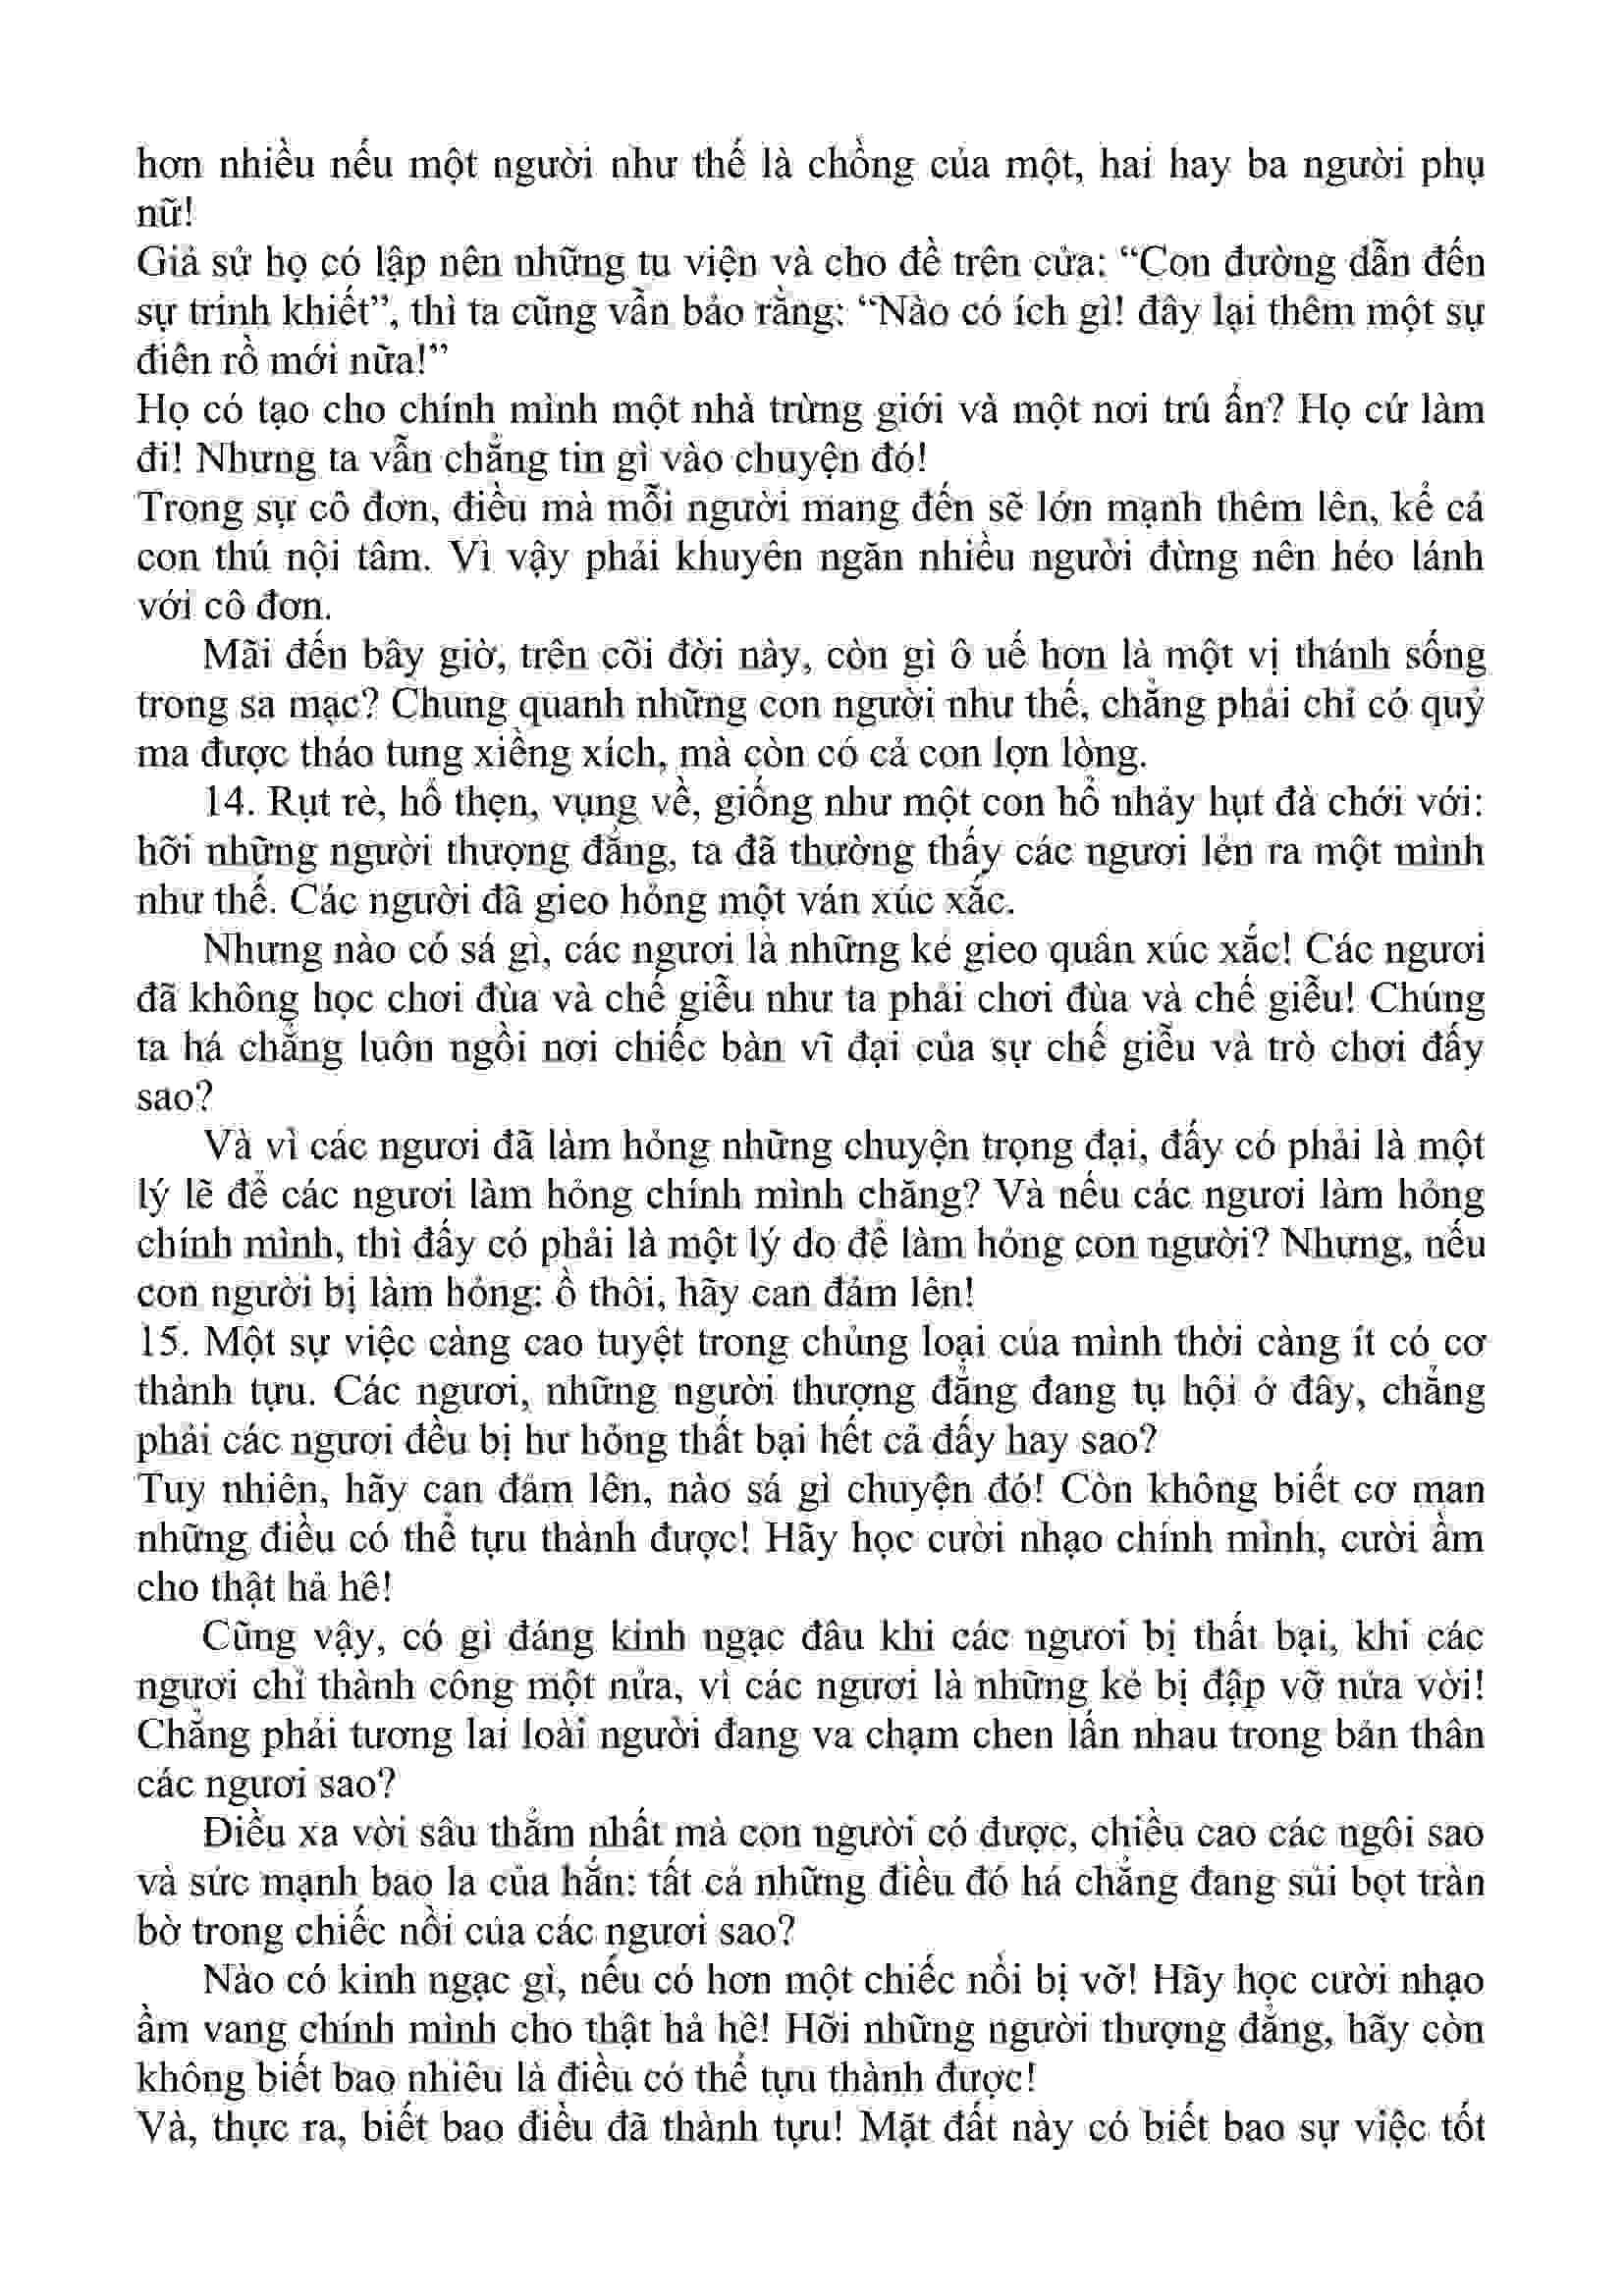 hơn nhiều nếu một người như thế là chồng của một, hai hay ba người phụ
nữ!
Giả sử họ có lập nên những tu viện và cho đề trên cửa: “Con đường dẫn đến
sự trinh khiết”, thì ta cũng vẫn bảo rằng: “Nào có ích gì! đây lại thêm một sự
điên rồ mới nữa!”
Họ có tạo cho chính mình một nhà trừng giới và một nơi trú ẩn? Họ cứ làm
đi! Nhưng ta vẫn chẳng tin gì vào chuyện đó!
Trong sự cô đơn, điều mà mỗi người mang đến sẽ lớn mạnh thêm lên, kể cả
con thú nội tâm. Vì vậy phải khuyên ngăn nhiều người đừng nên héo lánh
với cô đơn.
Mãi đến bây giờ, trên cõi đời này, còn gì ô uế hơn là một vị thánh sống
trong sa mạc? Chung quanh những con người như thế, chẳng phải chỉ có quỷ
ma được tháo tung xiềng xích, mà còn có cả con lợn lòng.
14. Rụt rè, hổ thẹn, vụng về, giống như một con hổ nhảy hụt đà chới với:
hỡi những người thượng đẳng, ta đã thường thấy các ngươi lẻn ra một mình
như thế. Các người đã gieo hỏng một ván xúc xắc.
Nhưng nào có sá gì, các ngươi là những kẻ gieo quân xúc xắc! Các ngươi
đã không học chơi đùa và chế giễu như ta phải chơi đùa và chế giễu! Chúng
ta há chẳng luôn ngồi nơi chiếc bàn vĩ đại của sự chế giễu và trò chơi đấy
sao?
Và vì các ngươi đã làm hỏng những chuyện trọng đại, đấy có phải là một
lý lẽ để các ngươi làm hỏng chính mình chăng? Và nếu các ngươi làm hỏng
chính mình, thì đấy có phải là một lý do để làm hỏng con người? Nhưng, nếu
con người bị làm hỏng: ồ thôi, hãy can đảm lên!
15. Một sự việc càng cao tuyệt trong chủng loại của mình thời càng ít có cơ
thành tựu. Các ngươi, những người thượng đẳng đang tụ hội ở đây, chẳng
phải các ngươi đều bị hư hỏng thất bại hết cả đấy hay sao?
Tuy nhiên, hãy can đảm lên, nào sá gì chuyện đó! Còn không biết cơ man
những điều có thể tựu thành được! Hãy học cười nhạo chính mình, cười ầm
cho thật hả hê!
Cũng vậy, có gì đáng kinh ngạc đâu khi các ngươi bị thất bại, khi các
ngươi chỉ thành công một nửa, vì các ngươi là những kẻ bị đập vỡ nửa vời!
Chẳng phải tương lai loài người đang va chạm chen lấn nhau trong bản thân
các ngươi sao?
Điều xa vời sâu thẳm nhất mà con người có được, chiều cao các ngôi sao
và sức mạnh bao la của hắn: tất cả những điều đó há chẳng đang sủi bọt tràn
bờ trong chiếc nồi của các ngươi sao?
Nào có kinh ngạc gì, nếu có hơn một chiếc nồi bị vỡ! Hãy học cười nhạo
ầm vang chính mình cho thật hả hê! Hỡi những người thượng đẳng, hãy còn
không biết bao nhiêu là điều có thể tựu thành được!
Và, thực ra, biết bao điều đã thành tựu! Mặt đất này có biết bao sự việc tốt